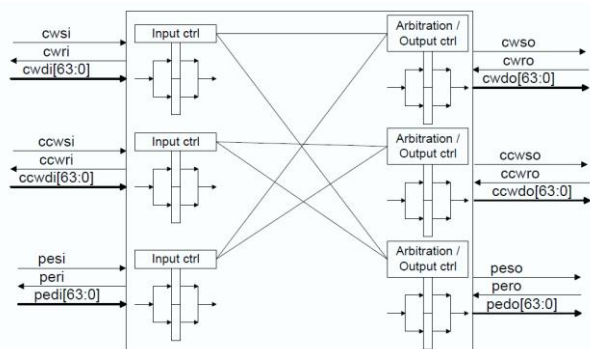 cwsi
cwri
cwdi[63:0]
Input ctrl
Arbitration /
Output ctrl
cwso
cwro
cwdo[63:0]
ccwsi
ccwri
ccwdi[63:0]
Input ctrl
Arbitration /
Output ctrl
ccwso
ccwro
ccwdo[63:0]
pesi
peri
pedi[63:0]
Input ctrl
Arbitration /
Output ctrl
peso
pero
pedo[63:0]